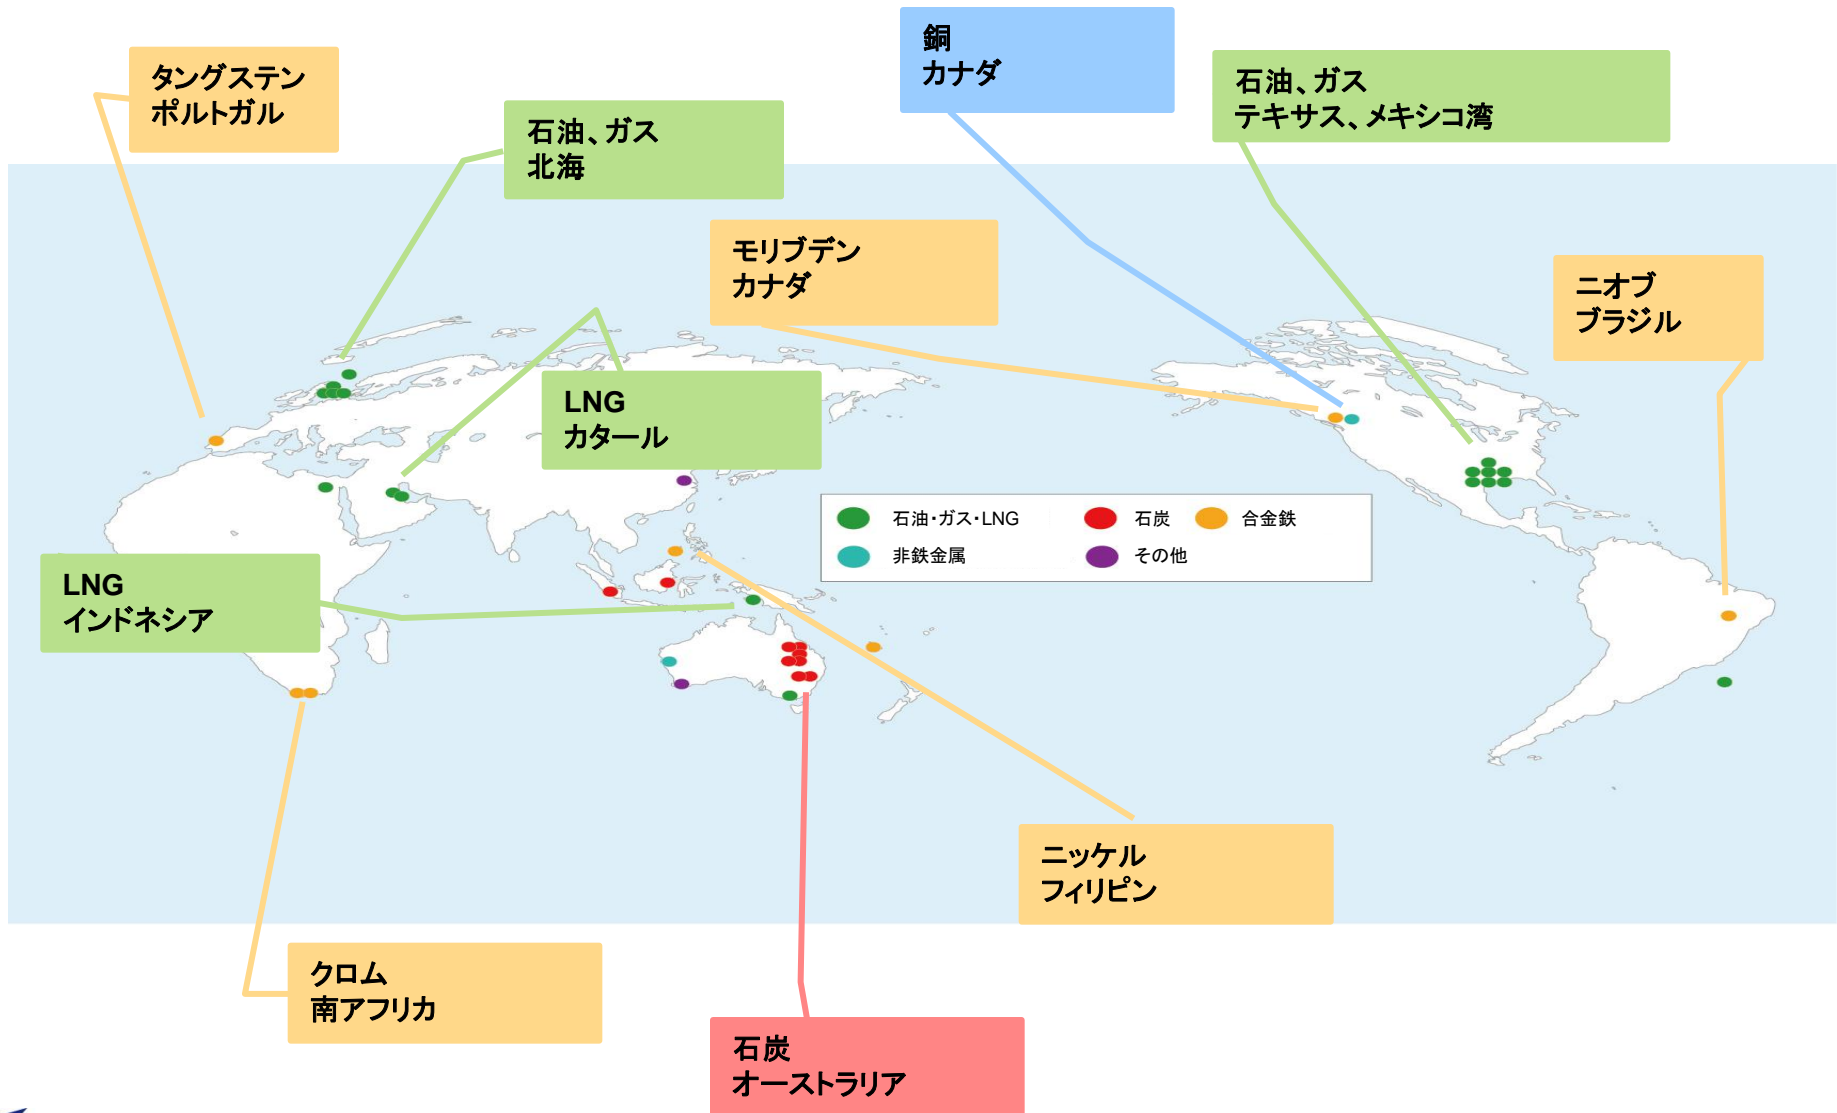 銅
カナダ
タングステン
ポルトガル
石油、ガス
テキサス、メキシコ湾
石油、ガス
北海
モリブデン
カナダ
ニオブ
ブラジル
LNG
カタール
石油・ガス・LNG
石炭
合金鉄
非鉄金属
その他
LNG
インドネシア
ニッケル
フィリピン
クロム
南アフリカ
石炭
オーストラリア